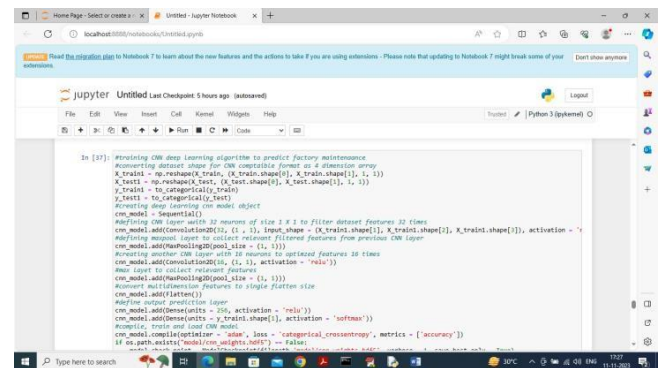 Home Page - Select or create a n
Untitled - Jupyter Notebook
localhost:8888/notebooks/Untitled.ipynb
UPDATE Read the migration plan to Notebook 7 to learn about the new features and the actions to take if you are using extensions - Please note that updating to Notebook 7 might break some of your extensions.
Don't show anymore
jupyter Untitled Last Checkpoint: 5 hours ago (autosaved)
Logout
File Edit View Insert Cell Kernel Widgets Help
Trusted
Python 3 (ipykernel)
Run
Code
In [37]: #training CNN deep learning algorithm to predict factory maintenance
#converting dataset shape for CNN comptaible format as 4 dimension array
X_train1 = np.reshape(X_train, (X_train.shape[0], X_train.shape[1], 1, 1))
X_test1 = np.reshape(X_test, (X_test.shape[0], X_test.shape[1], 1, 1))
y_train1 = to_categorical(y_train)
y_test1 = to_categorical(y_test)
#creating deep learning cnn model object
cnn_model = Sequential()
#defining CNN layer wwith 32 neurons of size 1 X 1 to filter dataset features 32 times
cnn_model.add(Convolution2D(32, (1 , 1), input_shape = (X_train1.shape[1], X_train1.shape[2], X_train1.shape[3]), activation = 'r
#defining maxpool layer to collect relevant filtered features from previous CNN layer
cnn_model.add(MaxPooling2D(pool_size = (1, 1)))
#creating another CNN layer with 16 neurons to optimzed features 16 times
cnn_model.add(Convolution2D(16, (1, 1), activation = 'relu'))
#max layet to collect relevant features
cnn_model.add(MaxPooling2D(pool_size = (1, 1)))
#convert multidimension features to single flatten size
cnn_model.add(Flatten())
#define output prediction layer
cnn_model.add(Dense(units = 256, activation = 'relu'))
cnn_model.add(Dense(units = y_train1.shape[1], activation = 'softmax'))
#compile, train and load CNN model
cnn_model.compile(optimizer = 'adam', loss = 'categorical_crossentropy', metrics = ['accuracy'])
if os.path.exists("model/cnn_weights.hdf5") == False:
Type here to search
30°C
ENG
17:27
11-11-2023